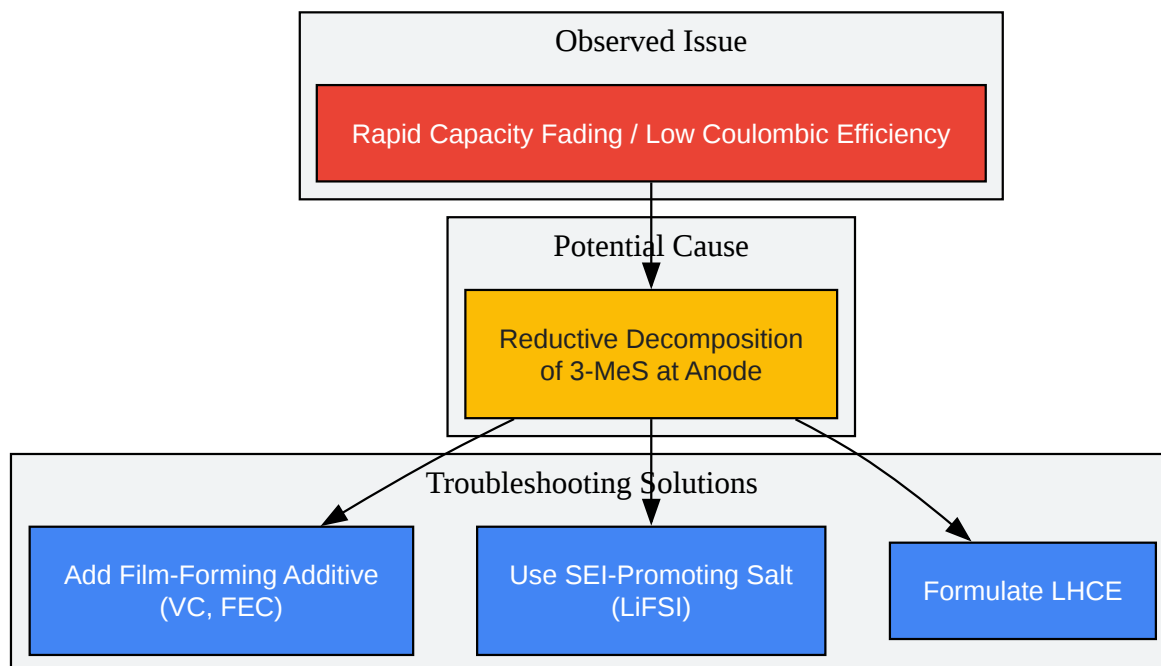 Observed Issue
Rapid Capacity Fading / Low Coulombic Efficiency
Potential Cause
Reductive Decomposition
of 3-MeS at Anode
Troubleshooting Solutions
Add Film-Forming Additive
(VC, FEC)
Use SEI-Promoting Salt
(LiFSI)
Formulate LHCE